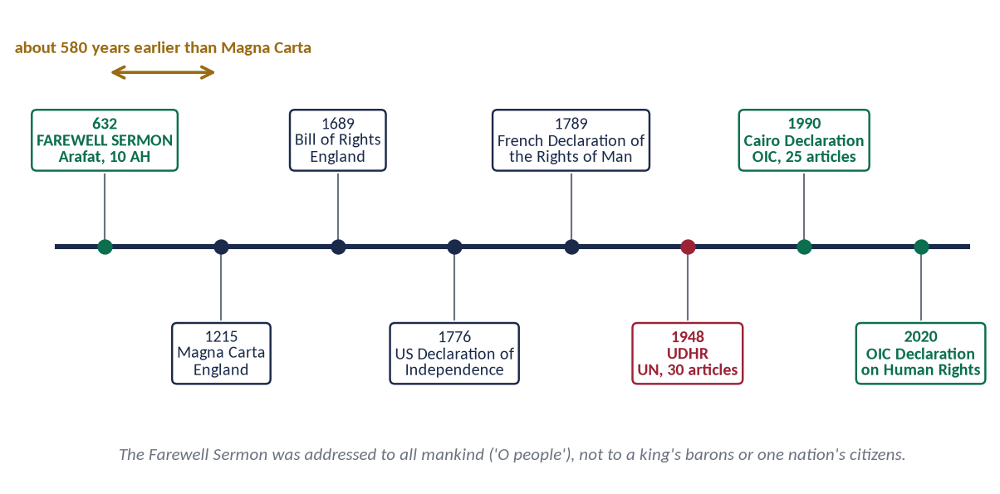 about 580 years earlier than Magna Carta
632
FAREWELL SERMON
Arafat, 10 AH
1689
Bill of Rights
England
1789
French Declaration of
the Rights of Man
1990
Cairo Declaration
OIC, 25 articles
1215
Magna Carta
England
1776
US Declaration of
Independence
1948
UDHR
UN, 30 articles
2020
OIC Declaration
on Human Rights
The Farewell Sermon was addressed to all mankind ('O people'), not to a king's barons or one nation's citizens.